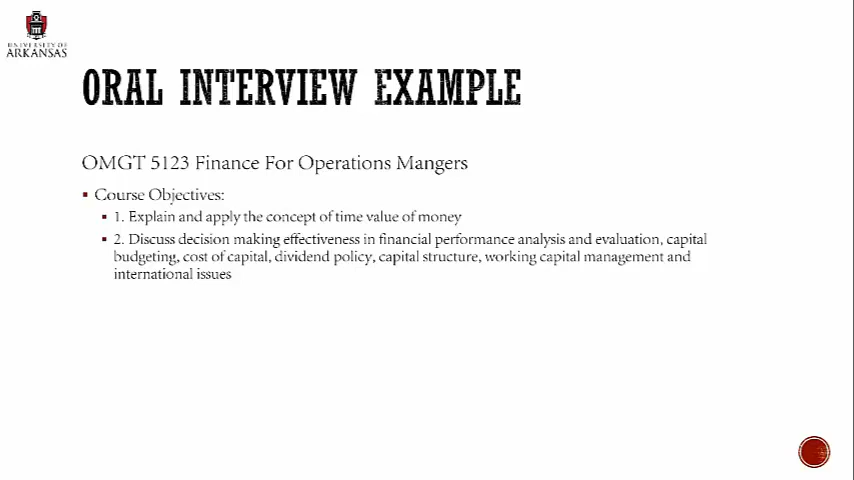 UNIVERSITY OF
ARKANSAS
ORAL INTERVIEW EXAMPLE
OMGT 5123 Finance For Operations Mangers
▪ Course Objectives:
▪ 1. Explain and apply the concept of time value of money
▪ 2. Discuss decision making effectiveness in financial performance analysis and evaluation, capital
budgeting, cost of capital, dividend policy, capital structure, working capital management and
international issues